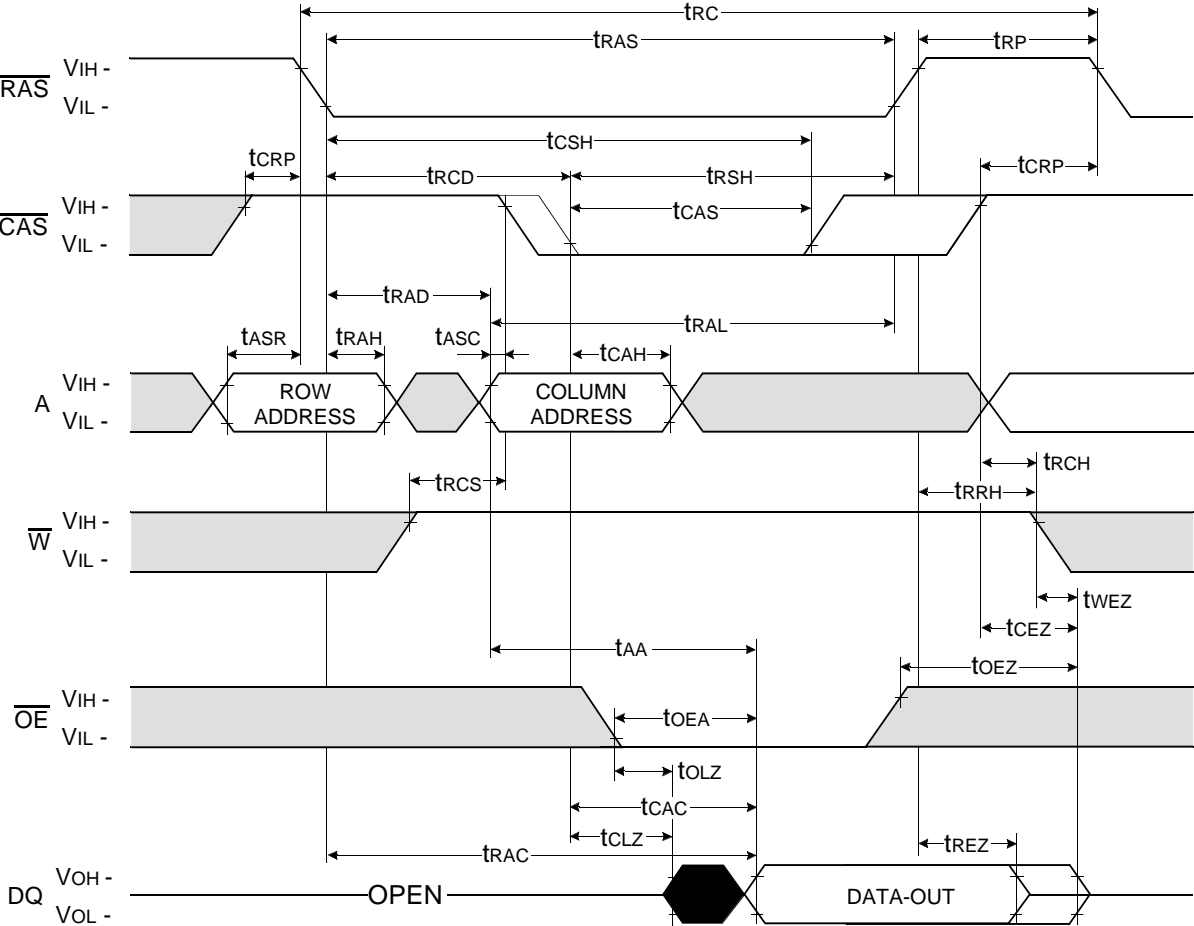 tRC
tRAS
tRP
RAS
VIH -
VIL -
tCSH
tCRP
tRCD
tRSH
tCRP
CAS
VIH -
VIL -
tCAS
tRAD
tRAL
tASR
tRAH
tASC
tCAH
A
VIH -
VIL -
ROW
ADDRESS
COLUMN
ADDRESS
tRCH
tRCS
tRRH
W
VIH -
VIL -
tWEZ
tCEZ
tAA
tOEZ
OE
VIH -
VIL -
tOEA
tOLZ
tCAC
tCLZ
tREZ
tRAC
DQ
VOH -
VOL -
OPEN
DATA-OUT